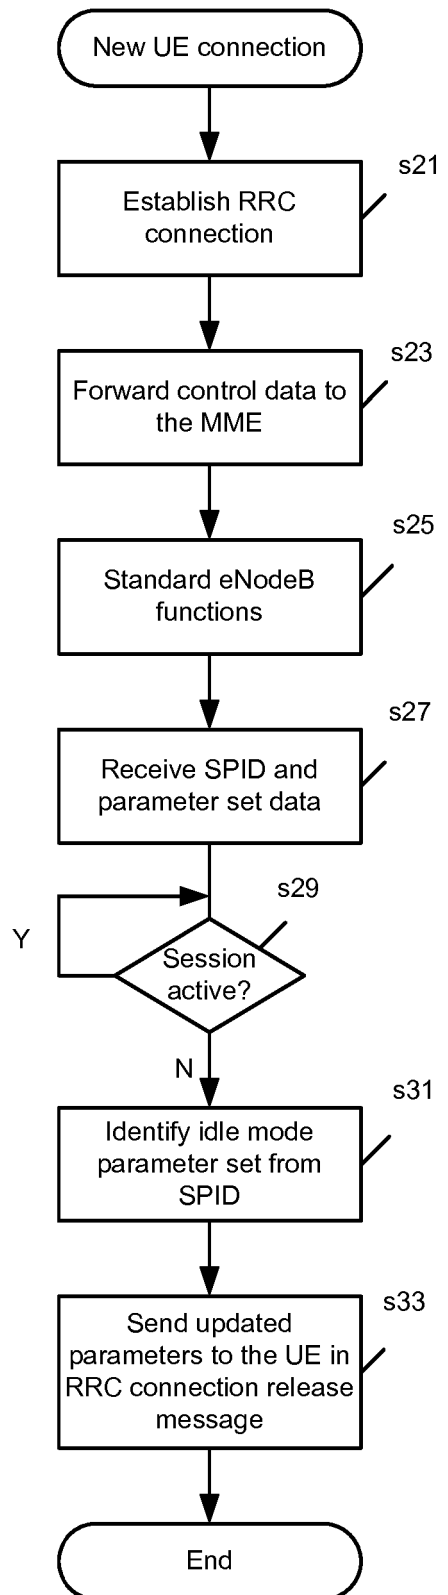 New UE connection
s21
Establish RRC
connection
s23
Forward control data to
the MME
s25
Standard eNodeB
functions
s27
Receive SPID and
parameter set data
s29
Y
Session
active?
N
s31
Identify idle mode
parameter set from
SPID
s33
Send updated
parameters to the UE in
RRC connection release
message
End